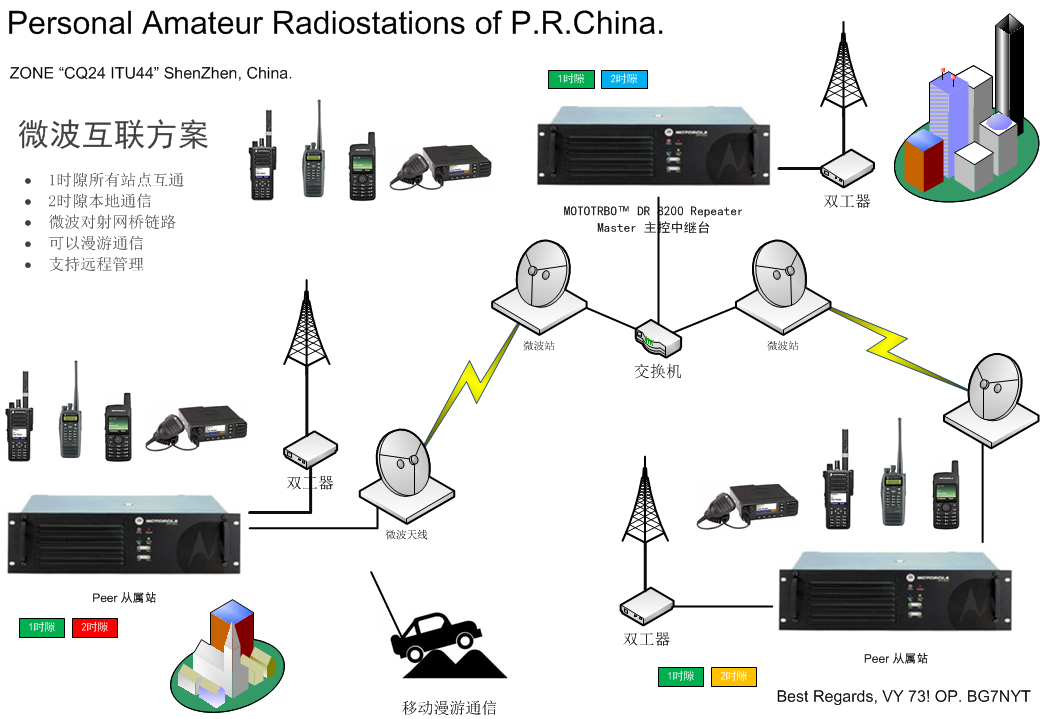 Personal Amateur Radiostations of P.R.China.
ZONE “CQ24 ITU44” ShenZhen, China.
1时隙 2时隙
微波互联方案
• 1时隙所有站点互通
• 2时隙本地通信
• 微波对射网桥链路
• 可以漫游通信
• 支持远程管理
MOTOROLA
双工器
MOTOTRBO™ DR 8200 Repeater
Master 主控中继台
微波站
微波站
交换机
双工器
MOTOROLA
微波天线
Peer 从属站
1时隙 2时隙
MOTOROLA
双工器
Peer 从属站
1时隙 2时隙
移动漫游通信
Best Regards, VY 73! OP. BG7NYT